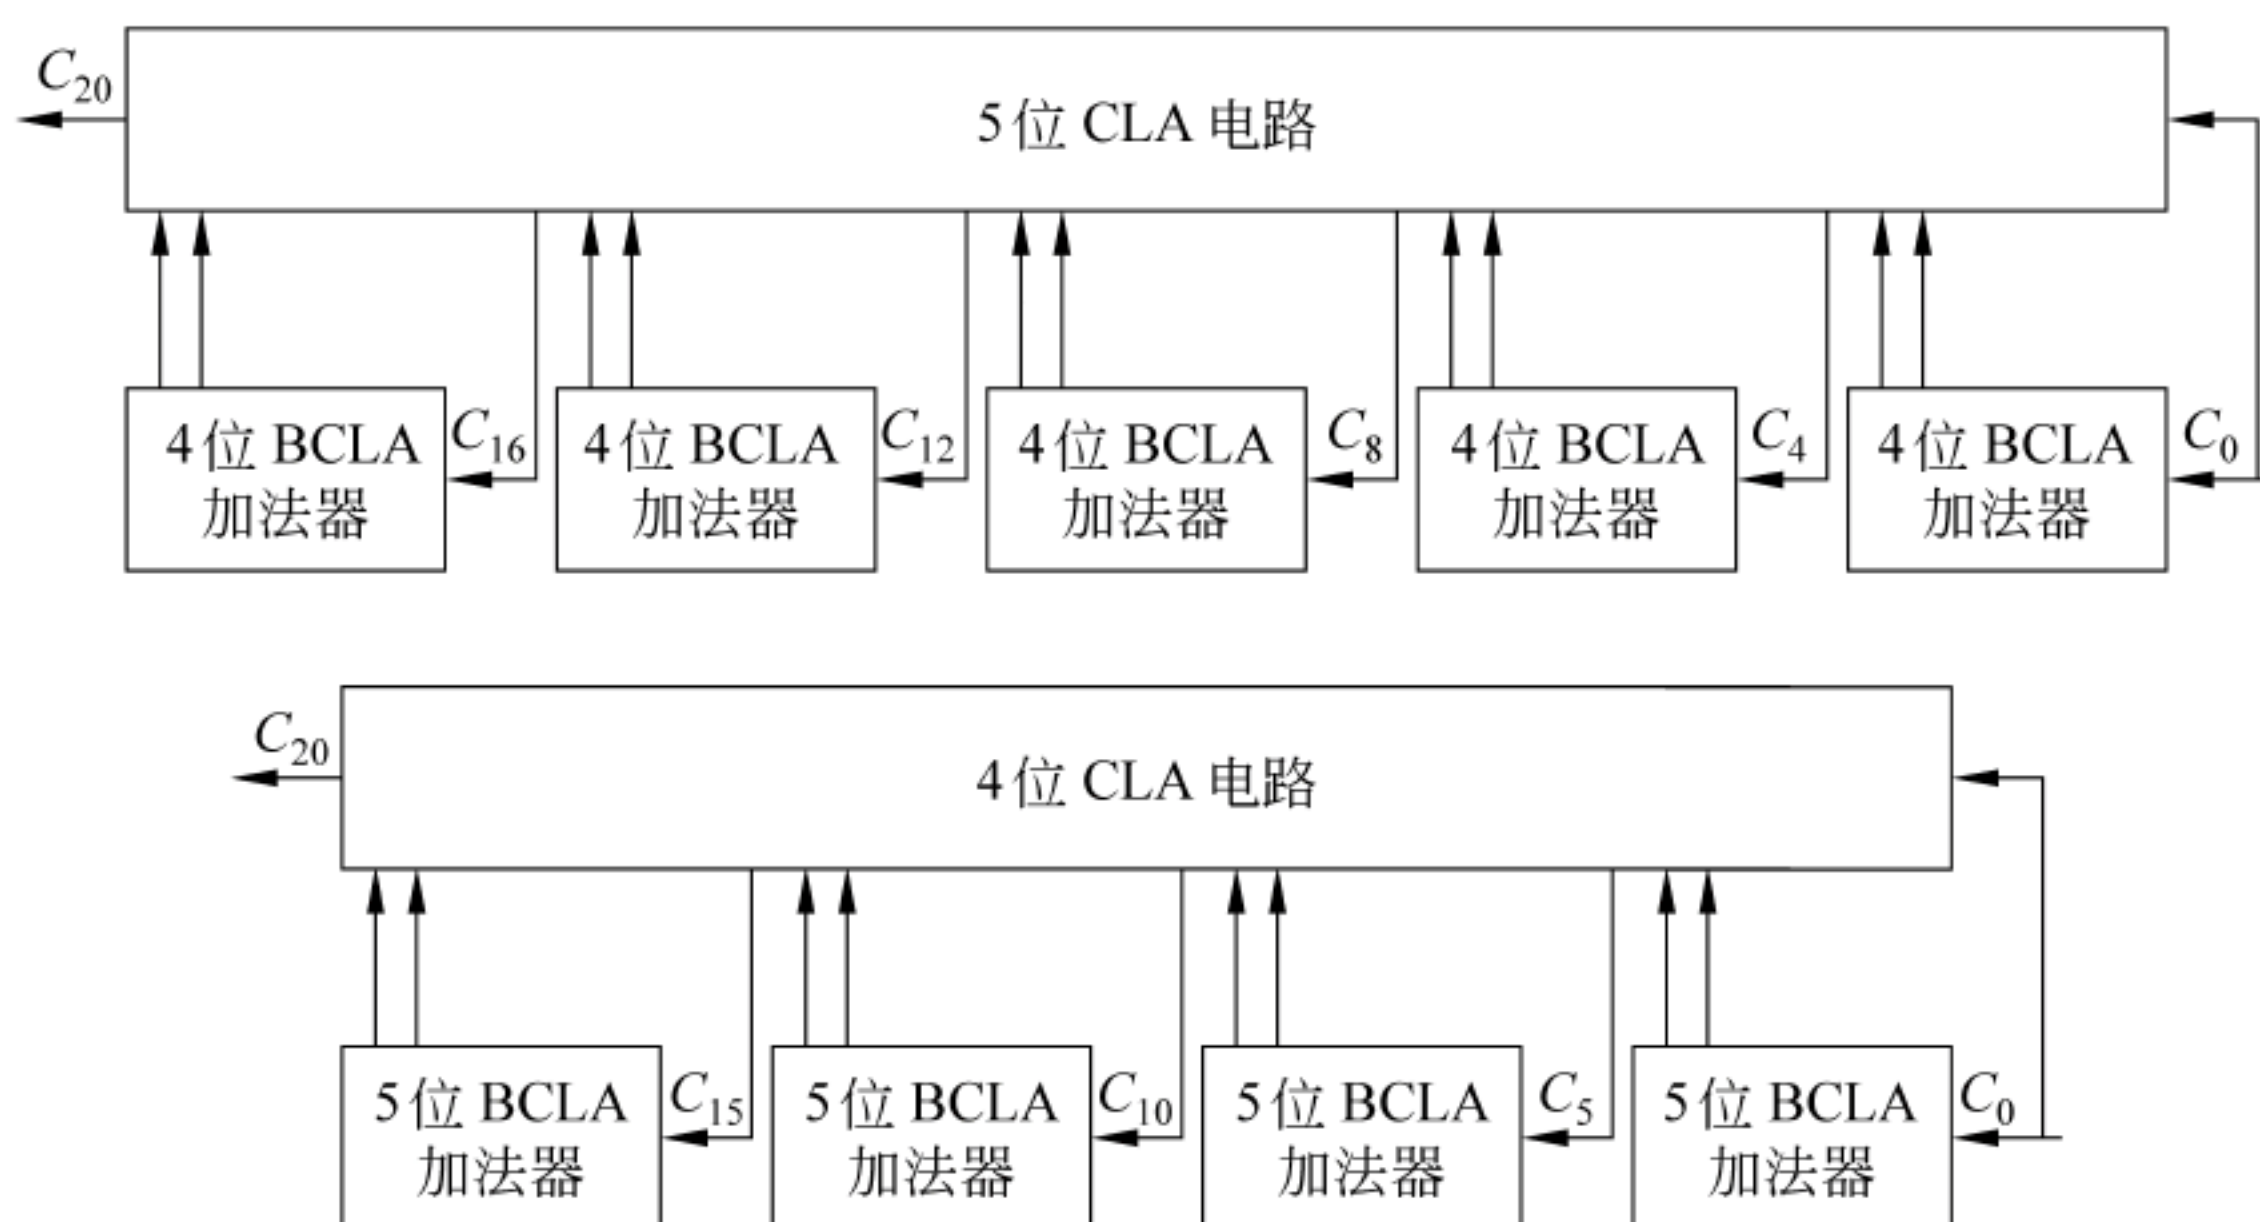 C20
5位 CLA 电路
4位 BCLA
加法器
C16
4位 BCLA
加法器
C12
4位 BCLA
加法器
C8
4位 BCLA
加法器
C4
4位 BCLA
加法器
C0
C20
4位 CLA 电路
5位 BCLA
加法器
C15
5位 BCLA
加法器
C10
5位 BCLA
加法器
C5
5位 BCLA
加法器
C0